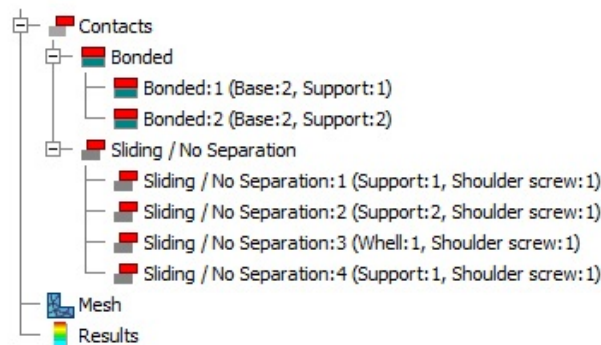 Contacts
Bonded
Bonded:1 (Base:2, Support:1)
Bonded:2 (Base:2, Support:2)
Sliding / No Separation
Sliding / No Separation:1 (Support:1, Shoulder screw:1)
Sliding / No Separation:2 (Support:2, Shoulder screw:1)
Sliding / No Separation:3 (Whell:1, Shoulder screw:1)
Sliding / No Separation:4 (Support:1, Shoulder screw:1)
Mesh
Results